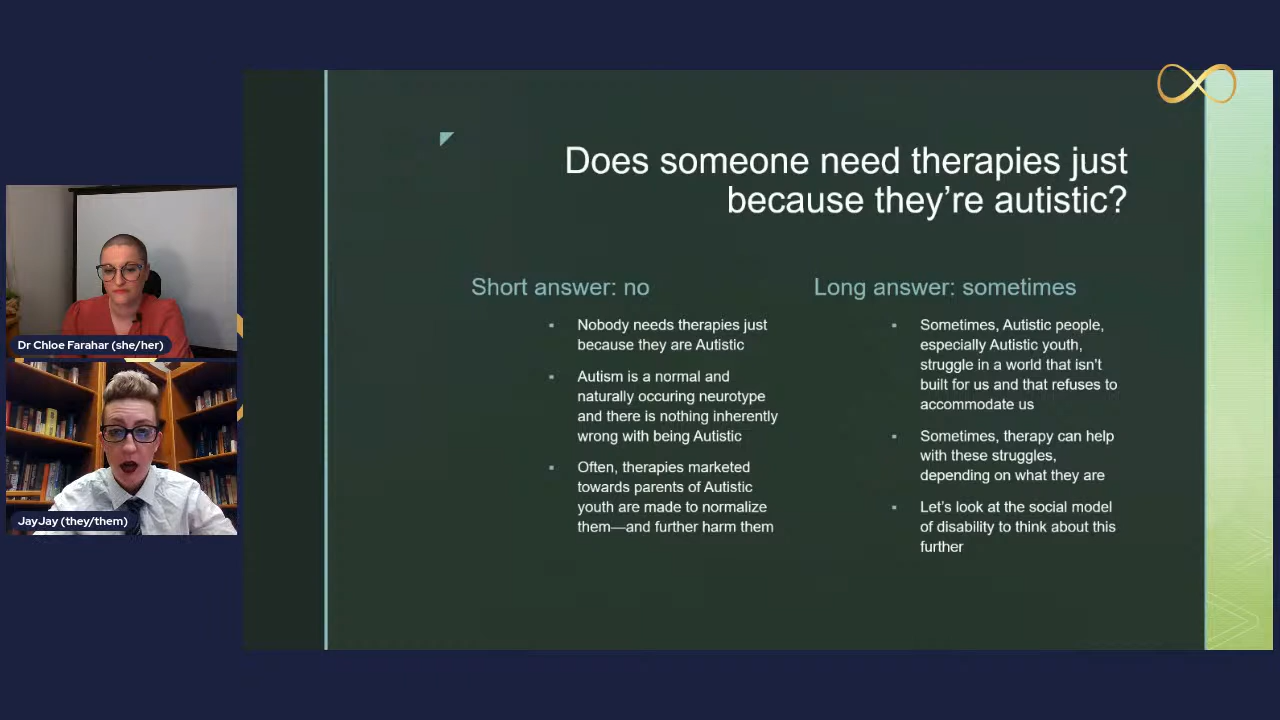 Does someone need therapies just
because they’re autistic?
Short answer: no
▪ Nobody needs therapies just
because they are Autistic
▪ Autism is a normal and
naturally occuring neurotype
and there is nothing inherently
wrong with being Autistic
▪ Often, therapies marketed
towards parents of Autistic
youth are made to normalize
them—and further harm them
Long answer: sometimes
▪ Sometimes, Autistic people,
especially Autistic youth,
struggle in a world that isn’t
built for us and that refuses to
accommodate us
▪ Sometimes, therapy can help
with these struggles,
depending on what they are
▪ Let’s look at the social model
of disability to think about this
further
Dr Chloe Farahar (she/her)
JayJay (they/them)